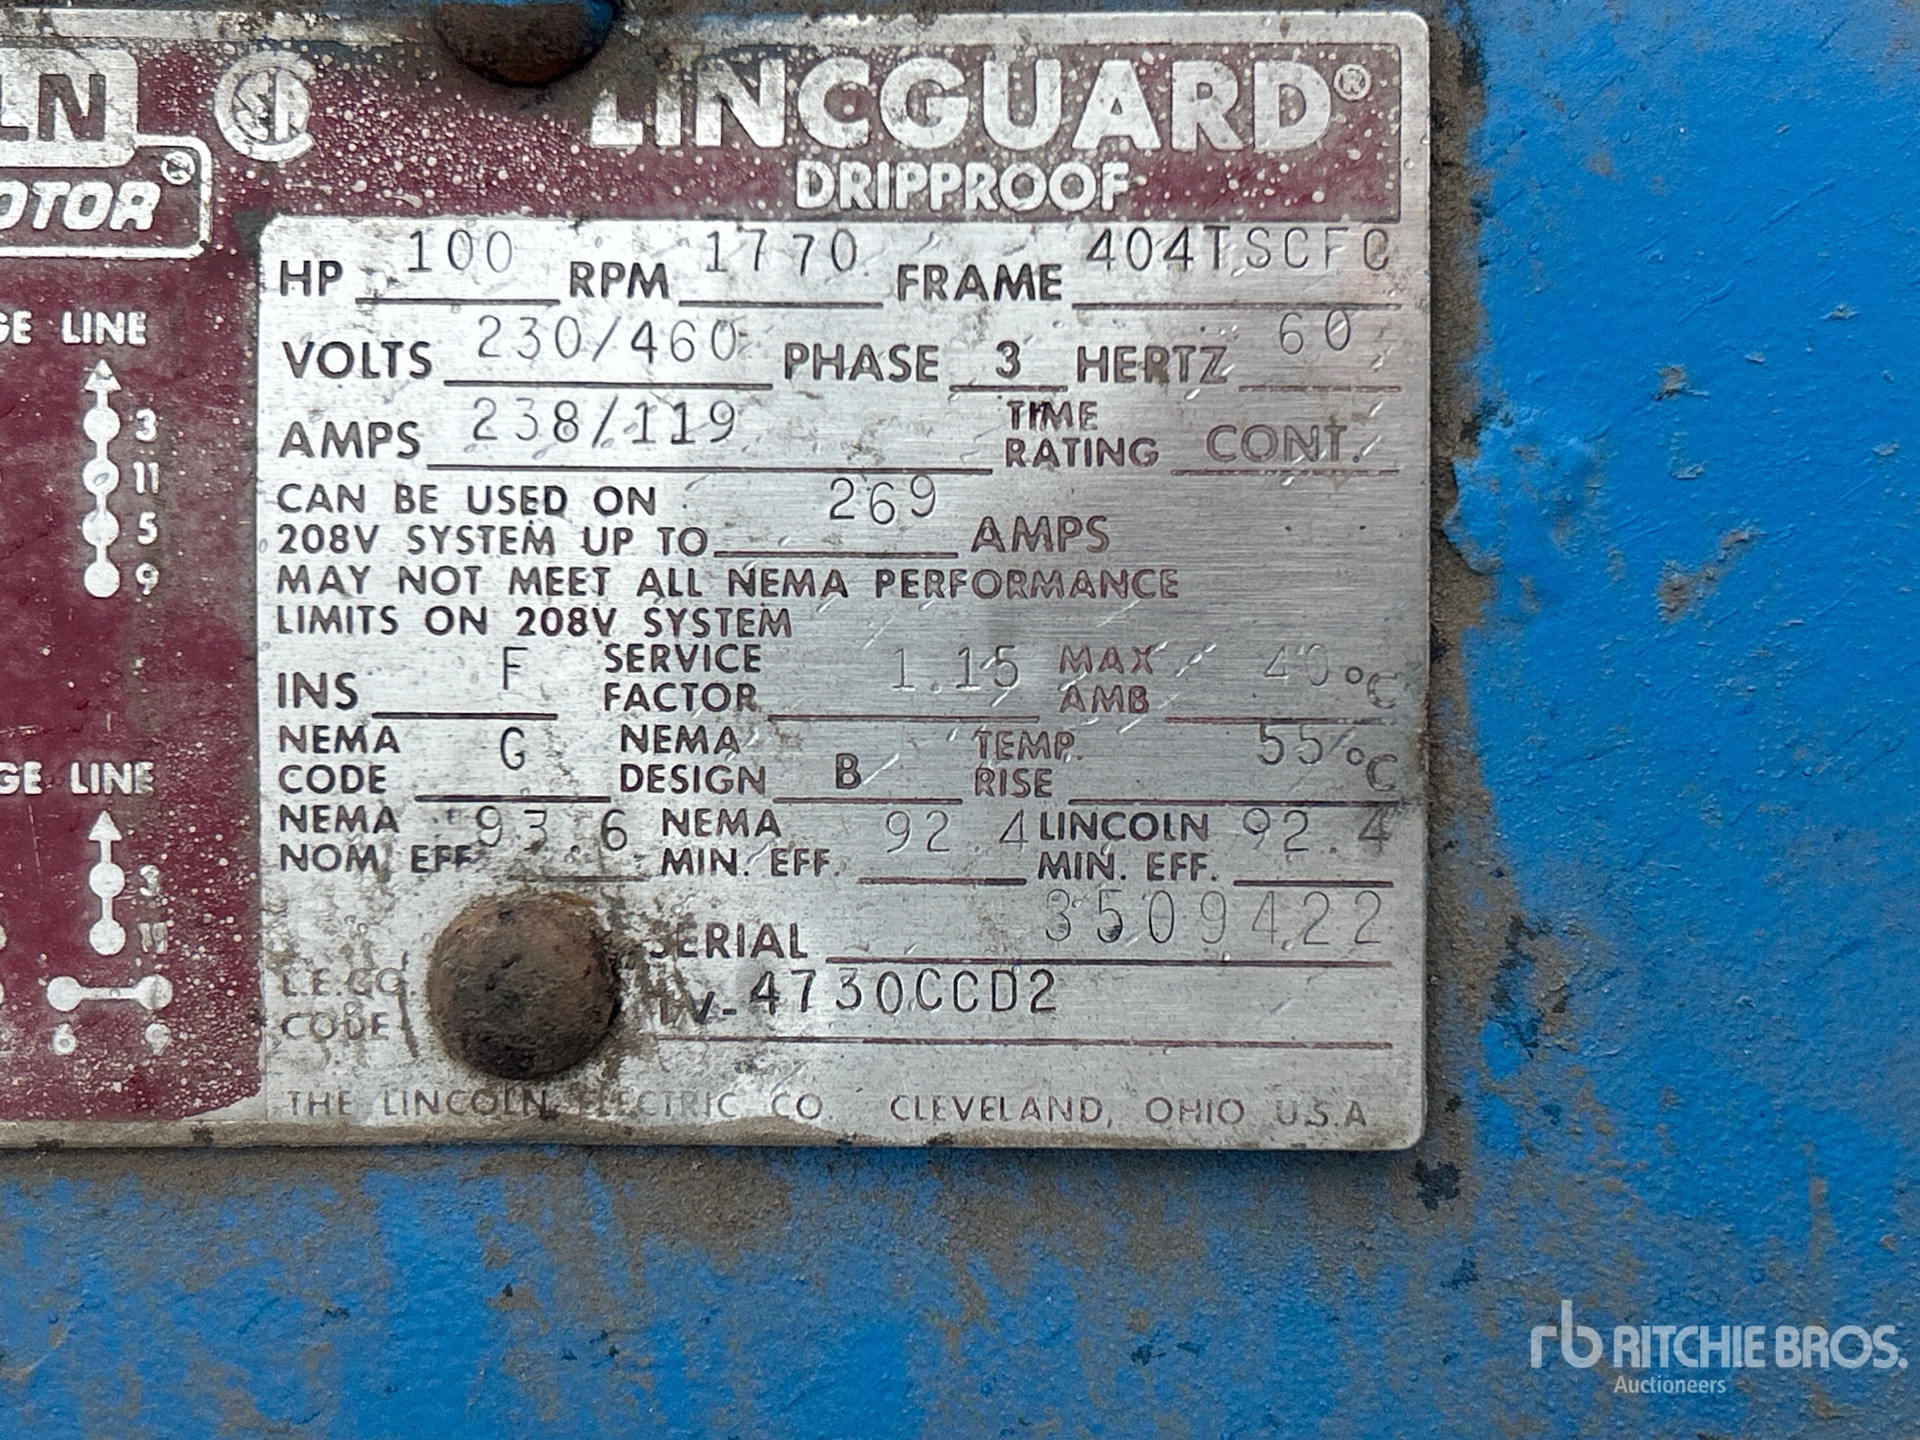 LN
OTOR®
LINCGUARD®
DRIPPROOF
HP 100 RPM 1770 FRAME 404TSCFC
VOLTS 230/460 PHASE 3 HERTZ 60
AMPS 238/119 TIME RATING CONT.
CAN BE USED ON
208V SYSTEM UP TO 269 AMPS
MAY NOT MEET ALL NEMA PERFORMANCE
LIMITS ON 208V SYSTEM
INS F SERVICE FACTOR 1.15 MAX AMB 40°C
NEMA CODE G NEMA DESIGN B TEMP. RISE 55°C
NEMA NOM. EFF. 93.6 NEMA MIN. EFF. 92.4 LINCOLN MIN. EFF. 92.4
SERIAL 3509422
L.E.CO.
CODE 4730CCD2
THE LINCOLN ELECTRIC CO. CLEVELAND, OHIO U.S.A
GE LINE
3
11
5
9
GE LINE
3
11
6
rb RITCHIE BROS.
Auctioneers